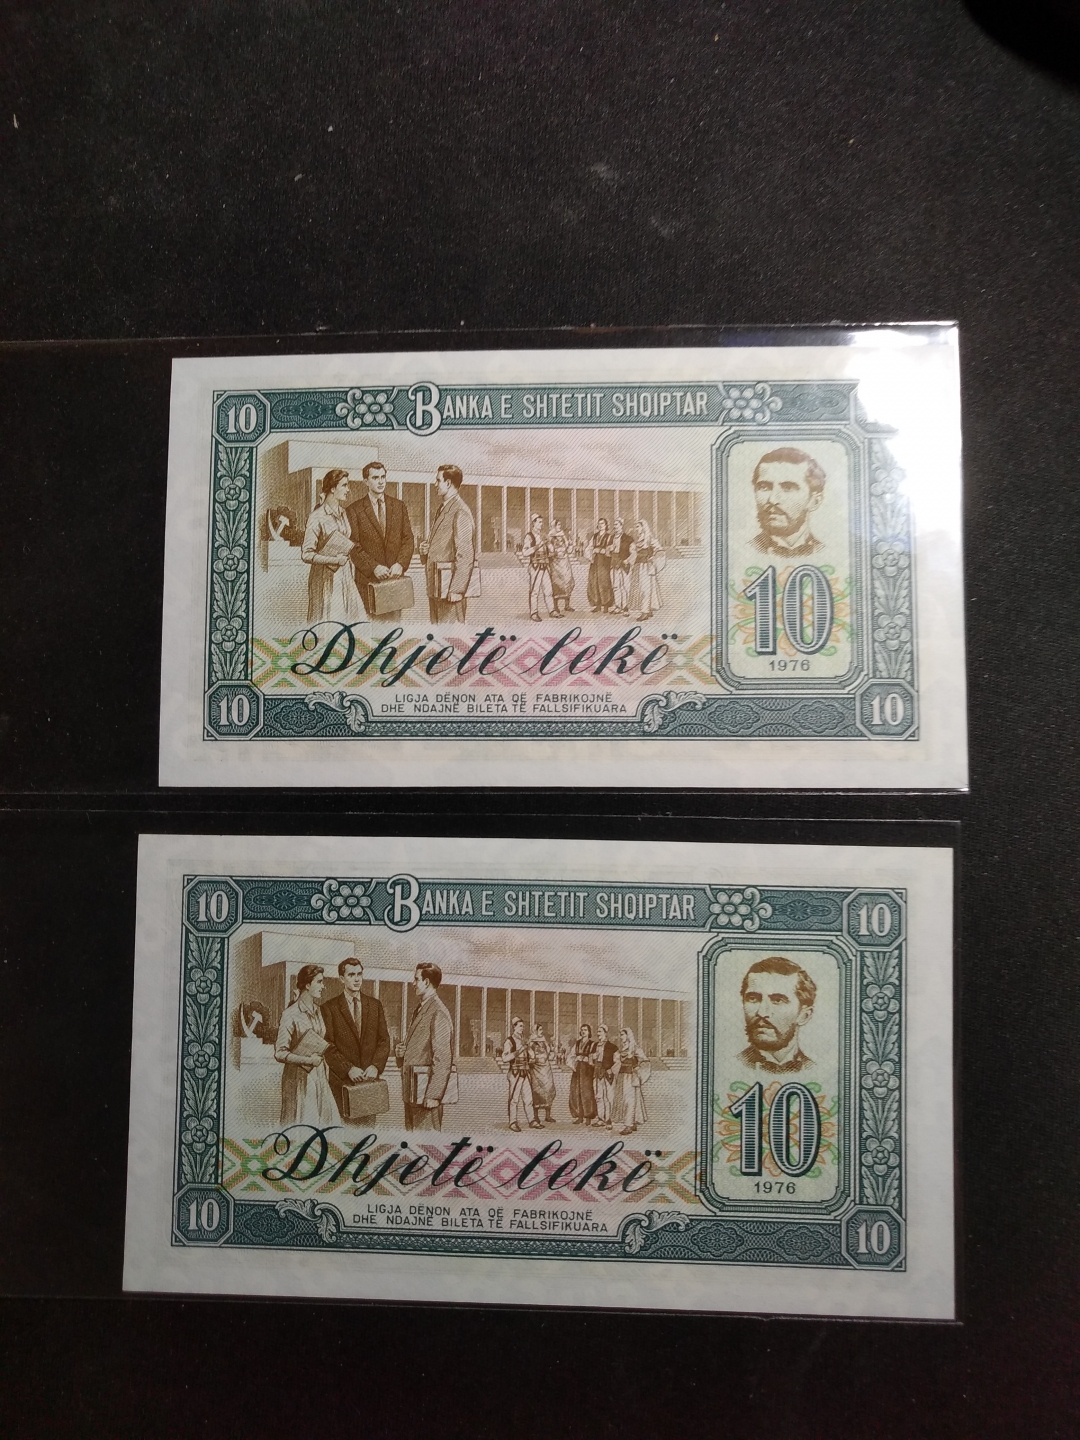 10 BANKA E SHTETIT SHQIPTAR
10
1976
Dhjetë lekë
LIGJA DËNON ATA QË FABRIKOJNË
DHE NDAJNË BILETA TË FALLSIFIKUARA
10 10
10 BANKA E SHTETIT SHQIPTAR 10
10
1976
Dhjetë lekë
LIGJA DËNON ATA QË FABRIKOJNË
DHE NDAJNË BILETA TË FALLSIFIKUARA
10 10